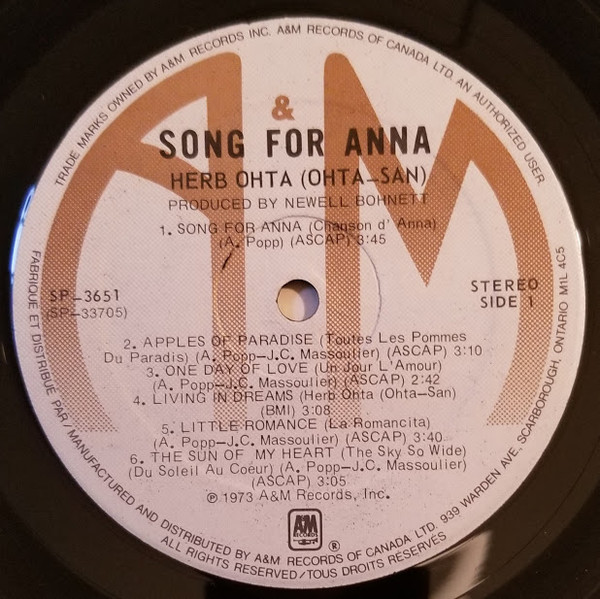 TRADE MARKS OWNED BY A&M RECORDS INC. A&M RECORDS OF CANADA LTD. AN AUTHORIZED USER
A & M
SONG FOR ANNA
HERB OHTA (OHTA–SAN)
PRODUCED BY NEWELL BOHNETT
1. SONG FOR ANNA (Chanson d' Anna)
(A. Popp) (ASCAP) 3:45
SP–3651
(SP–33705)
STEREO
SIDE 1
2. APPLES OF PARADISE (Toutes Les Pommes
Du Paradis) (A. Popp–J.C. Massoulier) (ASCAP) 3:10
3. ONE DAY OF LOVE (Un Jour L'Amour)
(A. Popp–J.C. Massoulier) (ASCAP) 2:42
4. LIVING IN DREAMS (Herb Ohta (Ohta–San)
(BMI) 3:08
5. LITTLE ROMANCE (La Romancita)
(A. Popp–J.C. Massoulier) (ASCAP) 3:40
6. THE SUN OF MY HEART (The Sky So Wide)
(Du Soleil Au Coeur) (A. Popp–J.C. Massoulier)
(ASCAP) 3:05
℗ 1973 A&M Records, Inc.
A&M
RECORDS
®
FABRIQUÉ ET DISTRIBUÉ PAR/MANUFACTURED AND DISTRIBUTED BY A&M RECORDS OF CANADA LTD. 939 WARDEN AVE, SCARBOROUGH, ONTARIO M1L 4C5
ALL RIGHTS RESERVED/TOUS DROITS RESERVÉS